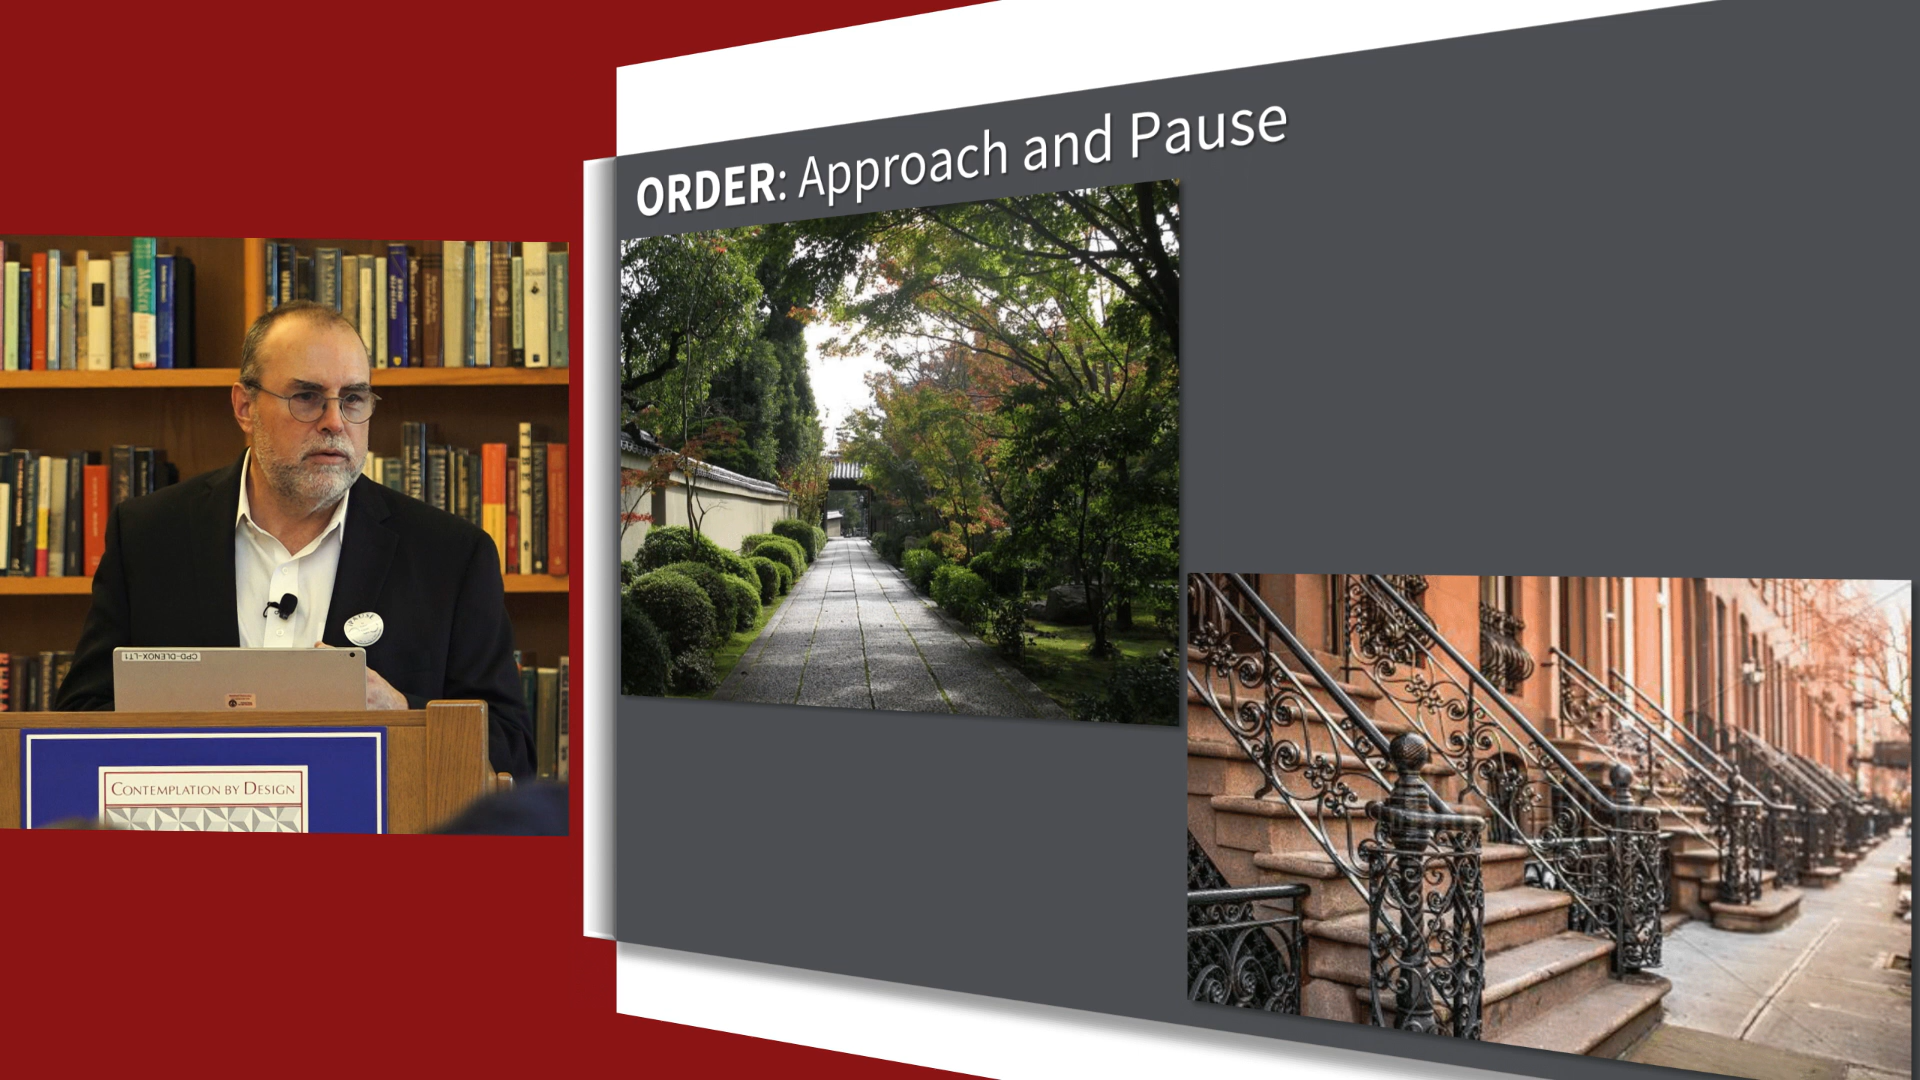 ORDER: Approach and Pause
CPD-DLENOX-LT1
CONTEMPLATION BY DESIGN